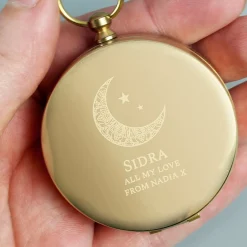 SIDRA
ALL MY LOVE
FROM NADIA X